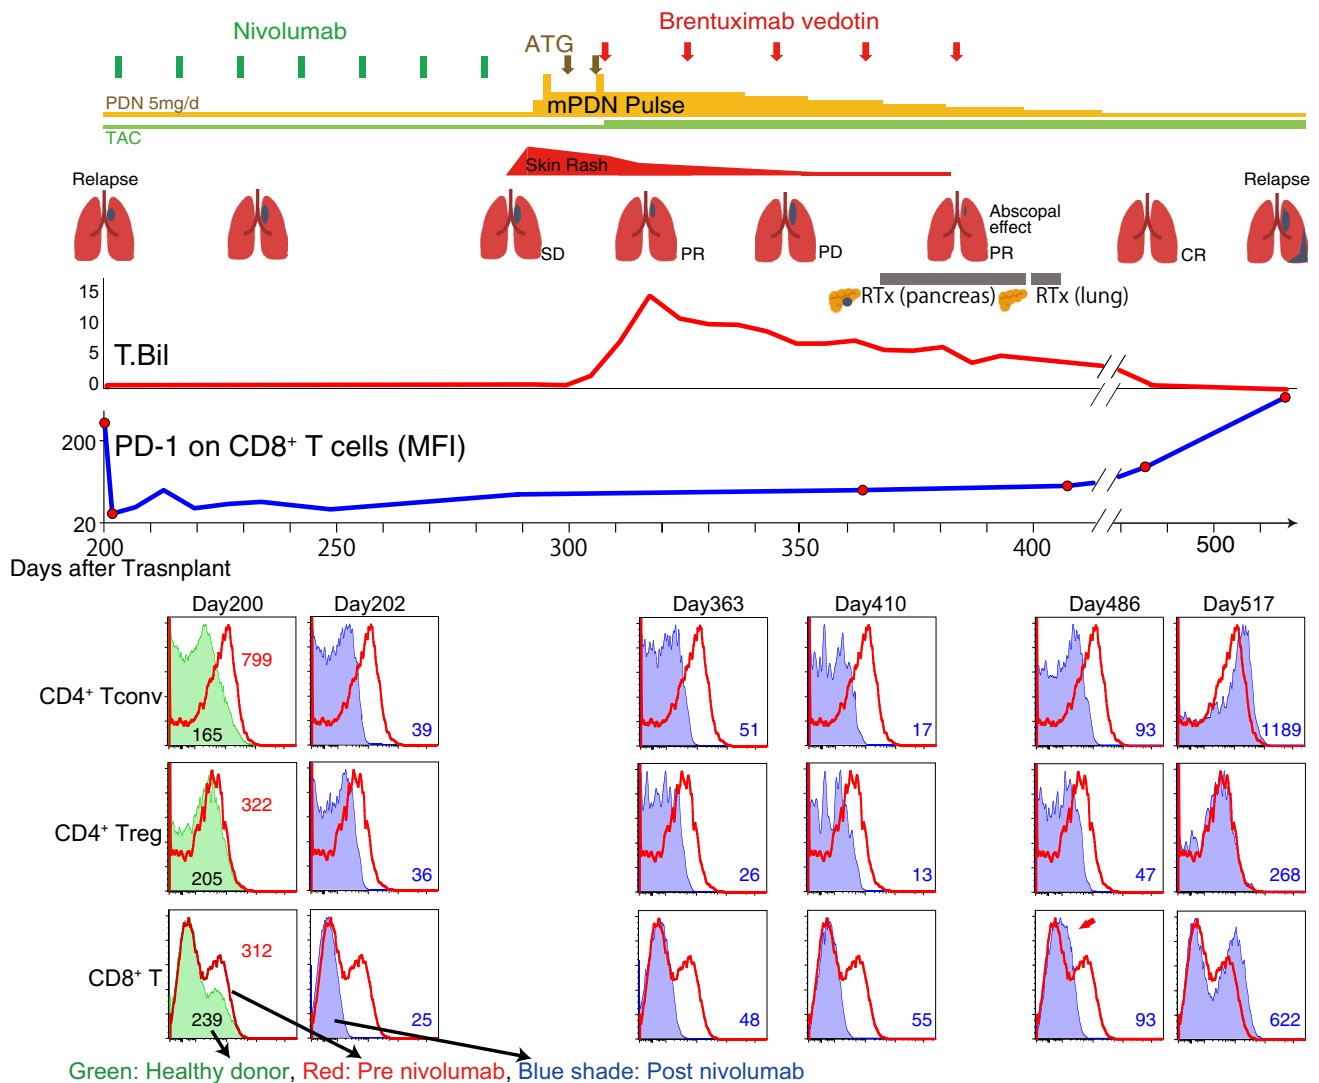 Nivolumab
ATG
Brentuximab vedotin
PDN 5mg/d
mPDN Pulse
TAC
Skin Rash
Relapse
SD
PR
PD
Abscopal
effect
PR
CR
Relapse
RTx (pancreas)
RTx (lung)
15
10
5
0
T.Bil
200
20
PD-1 on CD8+ T cells (MFI)
200
250
300
350
400
500
Days after Trasnplant
Day200
Day202
Day363
Day410
Day486
Day517
CD4+ Tconv
799
165
39
51
17
93
1189
CD4+ Treg
322
205
36
26
13
47
268
CD8+ T
312
239
25
48
55
93
622
Green: Healthy donor, Red: Pre nivolumab, Blue shade: Post nivolumab